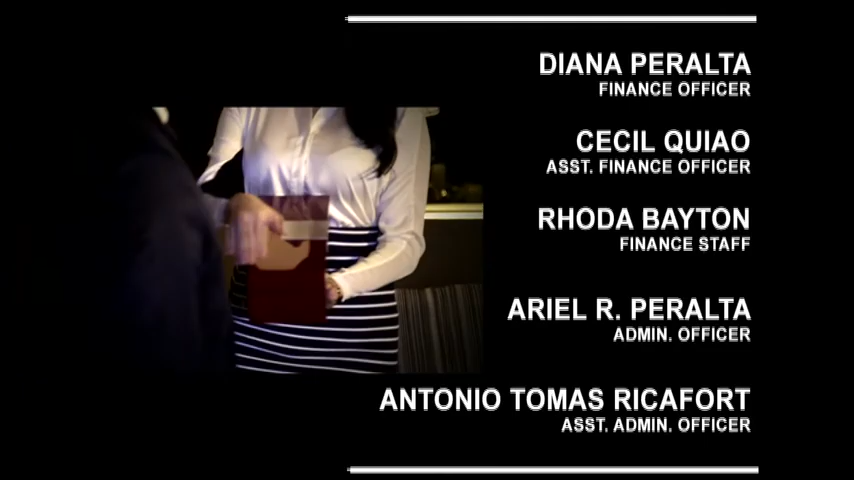 DIANA PERALTA
FINANCE OFFICER
CECIL QUIAO
ASST. FINANCE OFFICER
RHODA BAYTON
FINANCE STAFF
ARIEL R. PERALTA
ADMIN. OFFICER
ANTONIO TOMAS RICAFORT
ASST. ADMIN. OFFICER